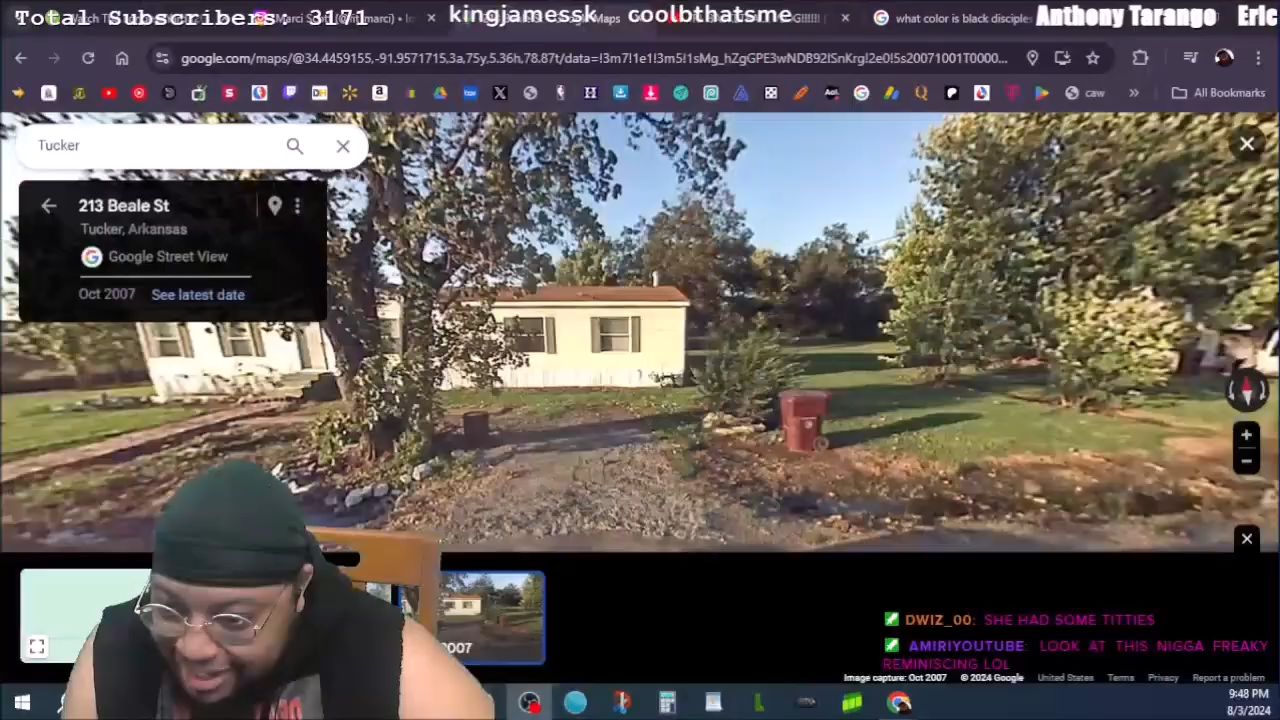 Total Subscribers: 3171
kingjamessk coolbthatsme
Anthony Tarango Eric
what color is black disciples
google.com/maps/@34.4459155,-91.9571715,3a,75y,5.36h,78.87t/data=!3m7!1e1!3m5!1sMg_hZgGPE3wNDB92ISnKrg!2e0!5s20071001T0000...
caw
All Bookmarks
Tucker
213 Beale St
Tucker, Arkansas
Google Street View
Oct 2007 See latest date
DWIZ_00: SHE HAD SOME TITTIES
AMIRIYOUTUBE: LOOK AT THIS NIGGA FREAKY
REMINISCING LOL
Image capture: Oct 2007 © 2024 Google United States Terms Privacy Report a problem
9:48 PM
8/3/2024